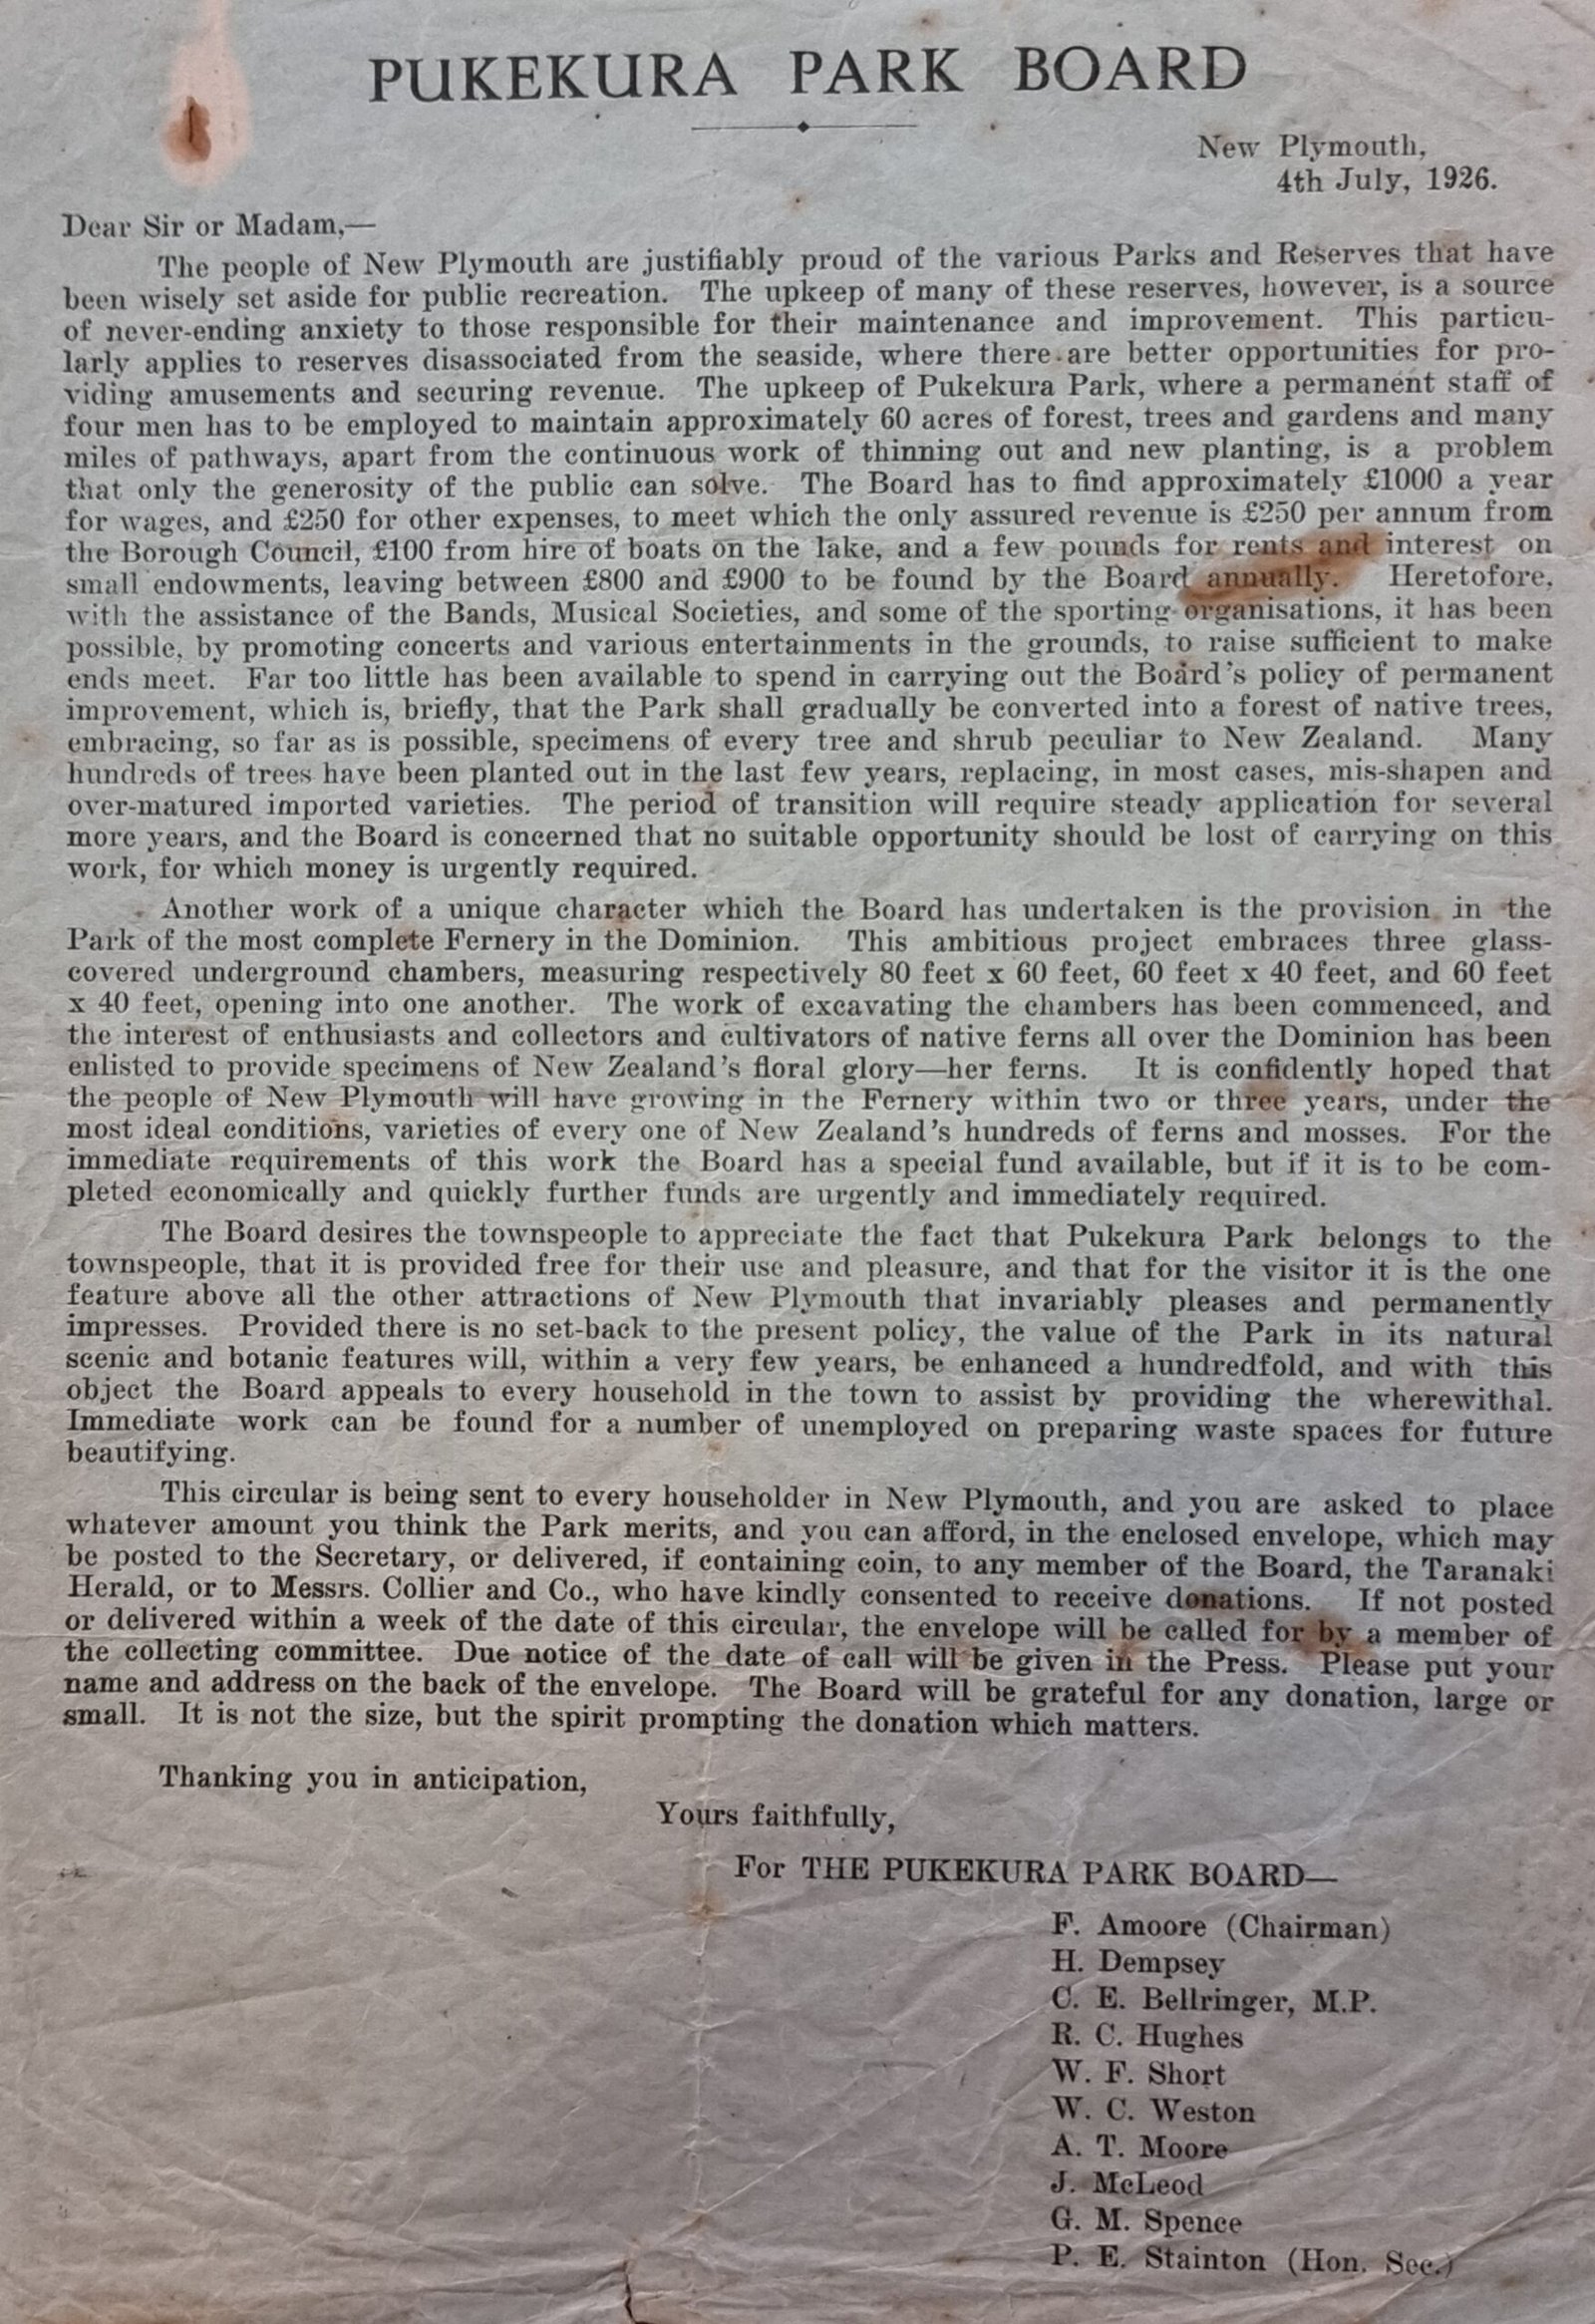 PUKEKURA PARK BOARD
New Plymouth,
4th July, 1926.
Dear Sir or Madam,—
The people of New Plymouth are justifiably proud of the various Parks and Reserves that have
been wisely set aside for public recreation. The upkeep of many of these reserves, however, is a source
of never-ending anxiety to those responsible for their maintenance and improvement. This particu-
larly applies to reserves disassociated from the seaside, where there are better opportunities for pro-
viding amusements and securing revenue. The upkeep of Pukekura Park, where a permanent staff of
four men has to be employed to maintain approximately 60 acres of forest, trees and gardens and many
miles of pathways, apart from the continuous work of thinning out and new planting, is a problem
that only the generosity of the public can solve. The Board has to find approximately £1000 a year
for wages, and £250 for other expenses, to meet which the only assured revenue is £250 per annum from
the Borough Council, £100 from hire of boats on the lake, and a few pounds for rents and interest on
small endowments, leaving between £800 and £900 to be found by the Board annually. Heretofore,
with the assistance of the Bands, Musical Societies, and some of the sporting organisations, it has been
possible, by promoting concerts and various entertainments in the grounds, to raise sufficient to make
ends meet. Far too little has been available to spend in carrying out the Board's policy of permanent
improvement, which is, briefly, that the Park shall gradually be converted into a forest of native trees,
embracing, so far as is possible, specimens of every tree and shrub peculiar to New Zealand. Many
hundreds of trees have been planted out in the last few years, replacing, in most cases, mis-shapen and
over-matured imported varieties. The period of transition will require steady application for several
more years, and the Board is concerned that no suitable opportunity should be lost of carrying on this
work, for which money is urgently required.
Another work of a unique character which the Board has undertaken is the provision in the
Park of the most complete Fernery in the Dominion. This ambitious project embraces three glass-
covered underground chambers, measuring respectively 80 feet x 60 feet, 60 feet x 40 feet, and 60 feet
x 40 feet, opening into one another. The work of excavating the chambers has been commenced, and
the interest of enthusiasts and collectors and cultivators of native ferns all over the Dominion has been
enlisted to provide specimens of New Zealand's floral glory—her ferns. It is confidently hoped that
the people of New Plymouth will have growing in the Fernery within two or three years, under the
most ideal conditions, varieties of every one of New Zealand's hundreds of ferns and mosses. For the
immediate requirements of this work the Board has a special fund available, but if it is to be com-
pleted economically and quickly further funds are urgently and immediately required.
The Board desires the townspeople to appreciate the fact that Pukekura Park belongs to the
townspeople, that it is provided free for their use and pleasure, and that for the visitor it is the one
feature above all the other attractions of New Plymouth that invariably pleases and permanently
impresses. Provided there is no set-back to the present policy, the value of the Park in its natural
scenic and botanic features will, within a very few years, be enhanced a hundredfold, and with this
object the Board appeals to every household in the town to assist by providing the wherewithal.
Immediate work can be found for a number of unemployed on preparing waste spaces for future
beautifying.
This circular is being sent to every householder in New Plymouth, and you are asked to place
whatever amount you think the Park merits, and you can afford, in the enclosed envelope, which may
be posted to the Secretary, or delivered, if containing coin, to any member of the Board, the Taranaki
Herald, or to Messrs. Collier and Co., who have kindly consented to receive donations. If not posted
or delivered within a week of the date of this circular, the envelope will be called for by a member of
the collecting committee. Due notice of the date of call will be given in the Press. Please put your
name and address on the back of the envelope. The Board will be grateful for any donation, large or
small. It is not the size, but the spirit prompting the donation which matters.
Thanking you in anticipation,
Yours faithfully,
For THE PUKEKURA PARK BOARD—
F. Amoore (Chairman)
H. Dempsey
C. E. Bellringer, M.P.
R. C. Hughes
W. F. Short
W. C. Weston
A. T. Moore
J. McLeod
G. M. Spence
P. E. Stainton (Hon. Sec.)